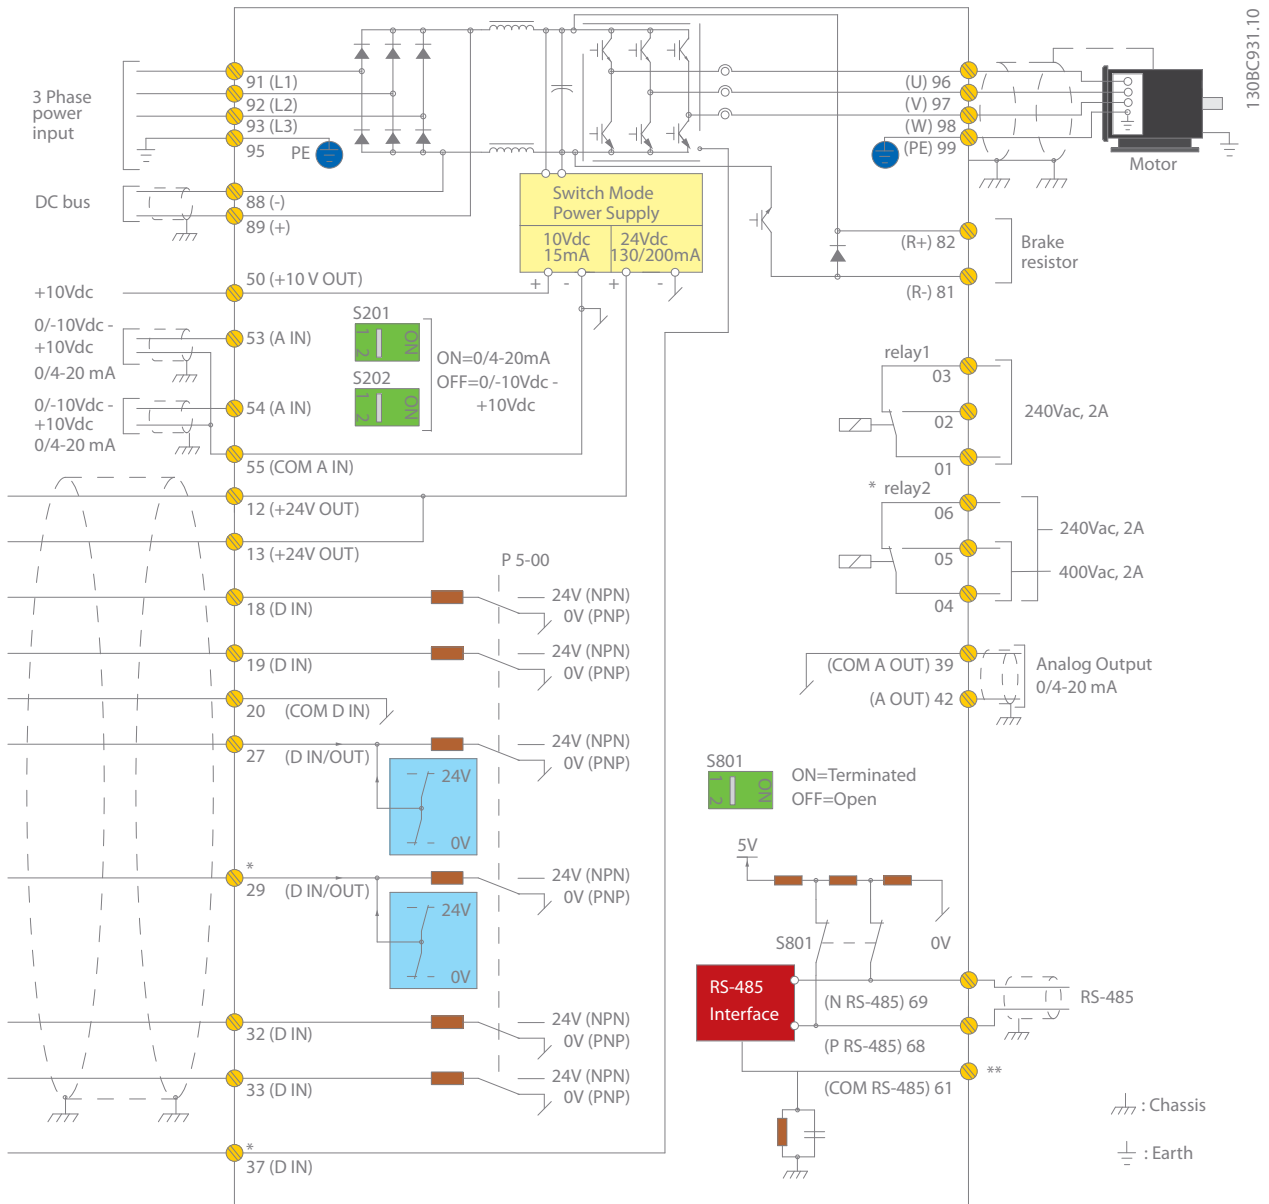 130BC931.10
3 Phase
power
input
91 (L1)
92 (L2)
93 (L3)
95
PE
DC bus
88 (-)
89 (+)
Switch Mode
Power Supply
10Vdc
15mA
24Vdc
130/200mA
+ - + -
(U) 96
(V) 97
(W) 98
(PE) 99
Motor
(R+) 82
(R-) 81
Brake
resistor
+10Vdc
50 (+10 V OUT)
0/-10Vdc -
+10Vdc
0/4-20 mA
53 (A IN)
0/-10Vdc -
+10Vdc
0/4-20 mA
54 (A IN)
55 (COM A IN)
S201
1 2 ON
S202
1 2 ON
ON=0/4-20mA
OFF=0/-10Vdc -
+10Vdc
relay1
03
02
01
240Vac, 2A
* relay2
06
05
04
240Vac, 2A
400Vac, 2A
12 (+24V OUT)
13 (+24V OUT)
P 5-00
18 (D IN)
24V (NPN)
0V (PNP)
19 (D IN)
24V (NPN)
0V (PNP)
20 (COM D IN)
27 (D IN/OUT)
24V (NPN)
0V (PNP)
24V
0V
*
29 (D IN/OUT)
24V (NPN)
0V (PNP)
24V
0V
32 (D IN)
24V (NPN)
0V (PNP)
33 (D IN)
24V (NPN)
0V (PNP)
*
37 (D IN)
(COM A OUT) 39
(A OUT) 42
Analog Output
0/4-20 mA
S801
1 2 ON
ON=Terminated
OFF=Open
5V
S801
0V
RS-485
Interface
(N RS-485) 69
(P RS-485) 68
(COM RS-485) 61
**
RS-485
: Chassis
: Earth